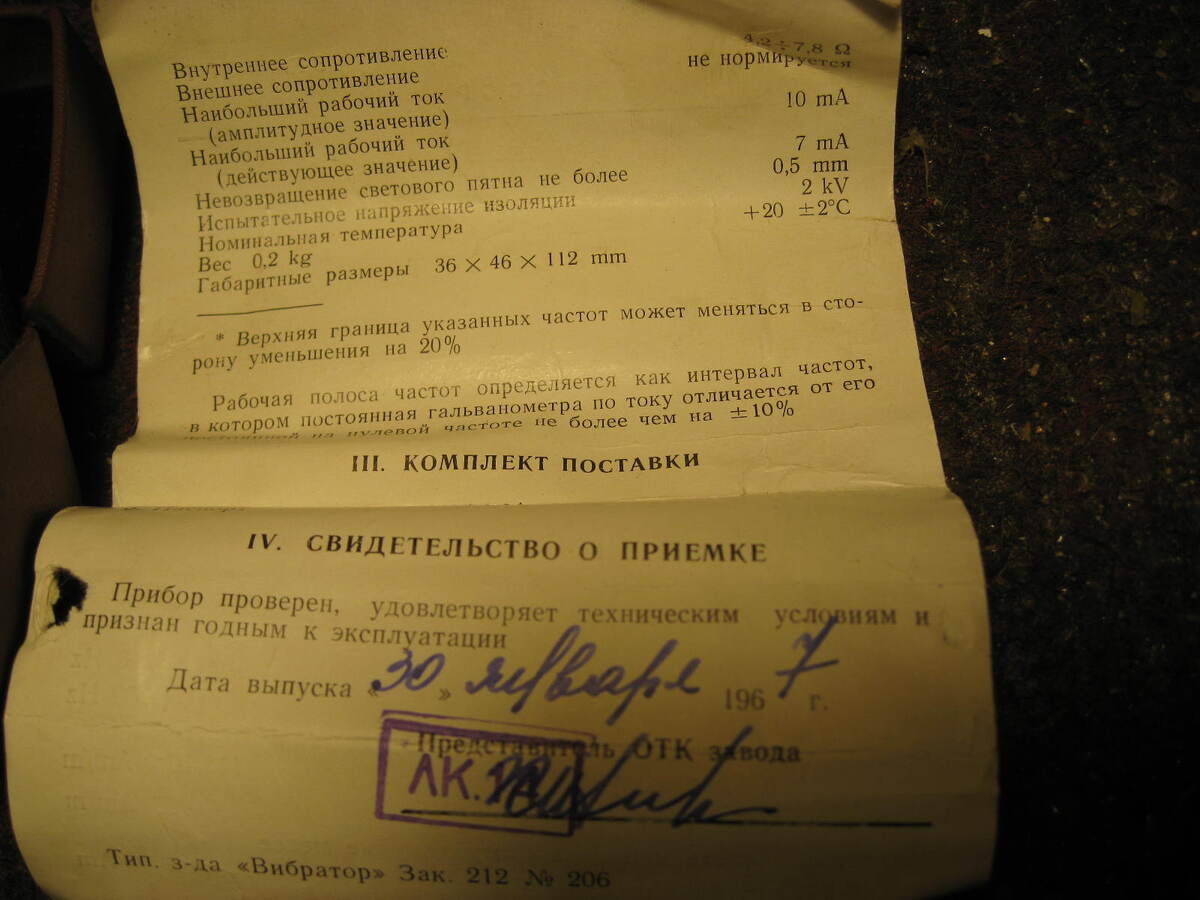 Внутреннее сопротивление 4,2÷7,8 Ω
Внешнее сопротивление не нормируется
Наибольший рабочий ток
(амплитудное значение) 10 mA
Наибольший рабочий ток
(действующее значение) 7 mA
Невозвращение светового пятна не более 0,5 mm
Испытательное напряжение изоляции 2 kV
Номинальная температура +20 ±2°C
Вес 0,2 kg
Габаритные размеры 36 × 46 × 112 mm
* Верхняя граница указанных частот может меняться в сто-
рону уменьшения на 20%
Рабочая полоса частот определяется как интервал частот,
в котором постоянная гальванометра по току отличается от его
постоянной на нулевой частоте не более чем на ±10%
III. КОМПЛЕКТ ПОСТАВКИ
IV. СВИДЕТЕЛЬСТВО О ПРИЕМКЕ
Прибор проверен, удовлетворяет техническим условиям и
признан годным к эксплуатации
Дата выпуска «30» января 1967 г.
Представитель ОТК завода
ЛК.
Тип. з-да «Вибратор» Зак. 212 № 206